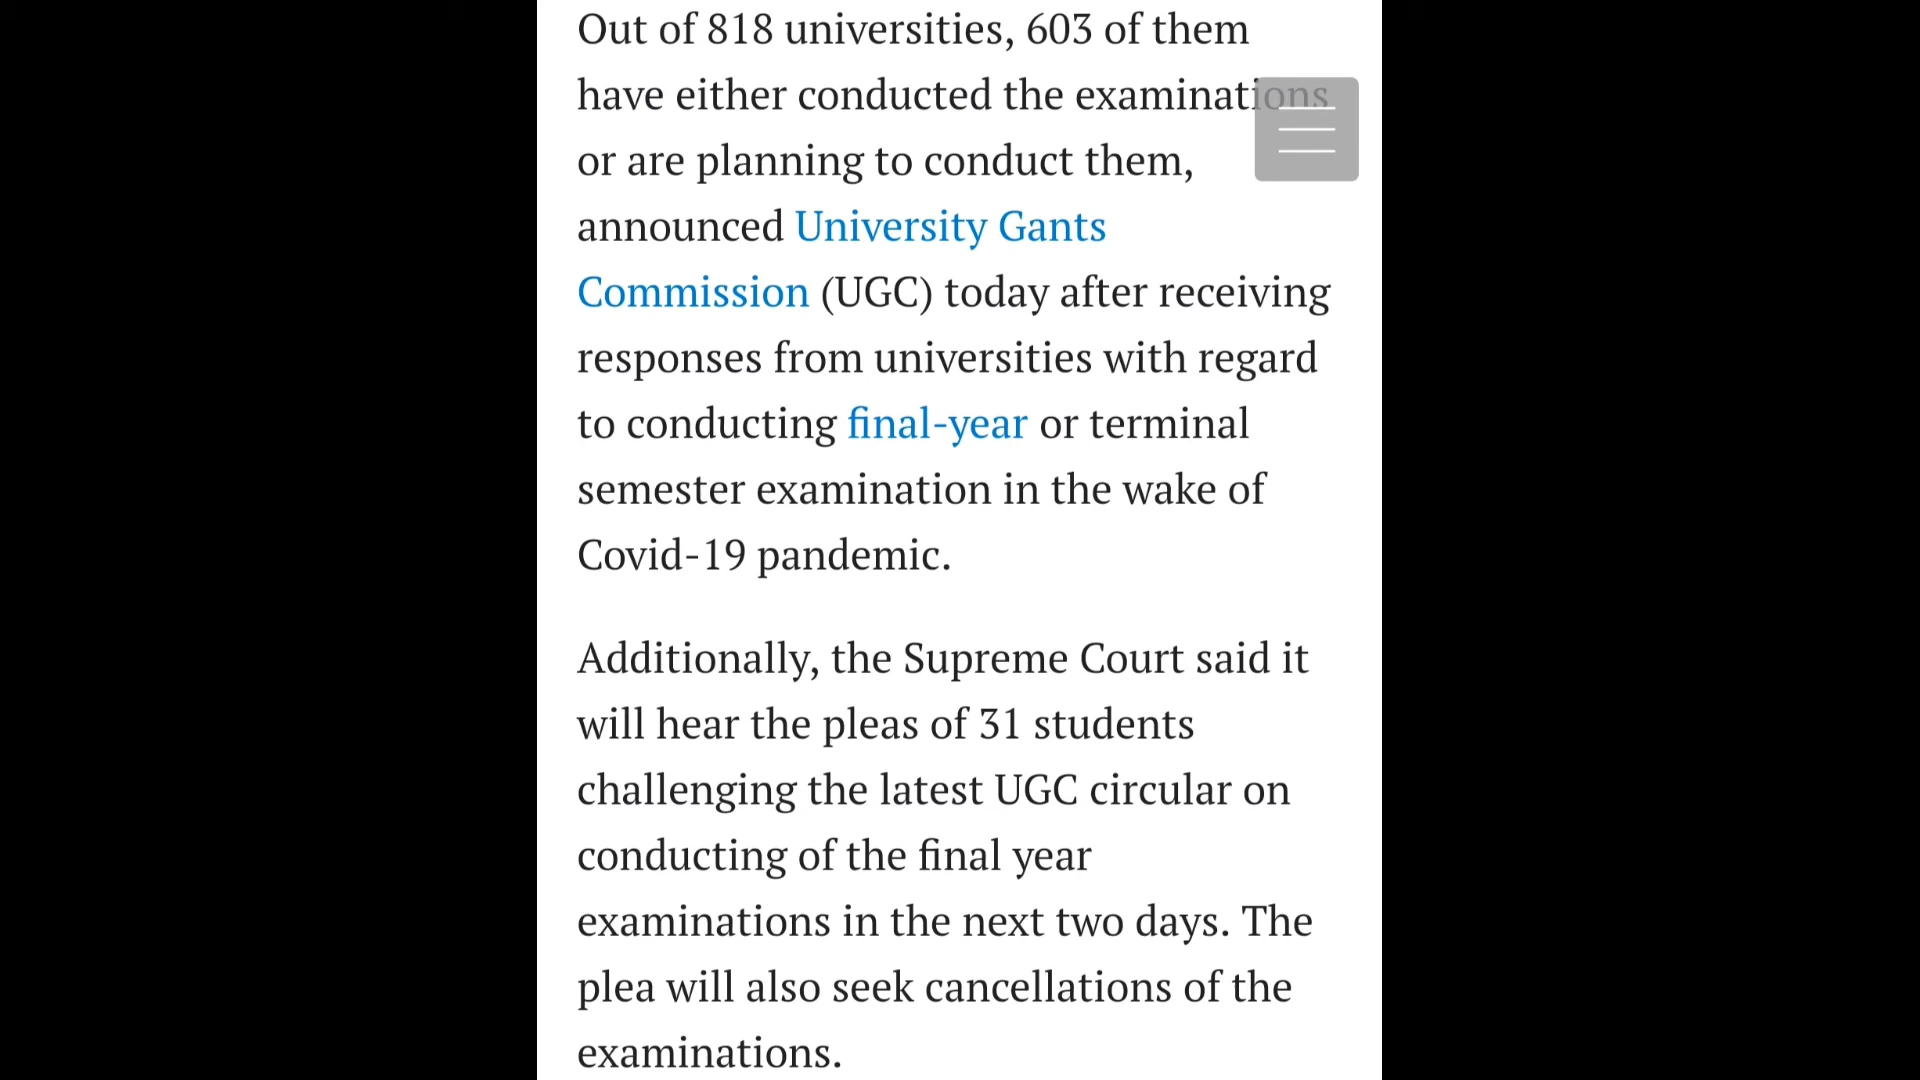 Out of 818 universities, 603 of them
have either conducted the examinations
or are planning to conduct them,
announced University Gants
Commission (UGC) today after receiving
responses from universities with regard
to conducting final-year or terminal
semester examination in the wake of
Covid-19 pandemic.
Additionally, the Supreme Court said it
will hear the pleas of 31 students
challenging the latest UGC circular on
conducting of the final year
examinations in the next two days. The
plea will also seek cancellations of the
examinations.